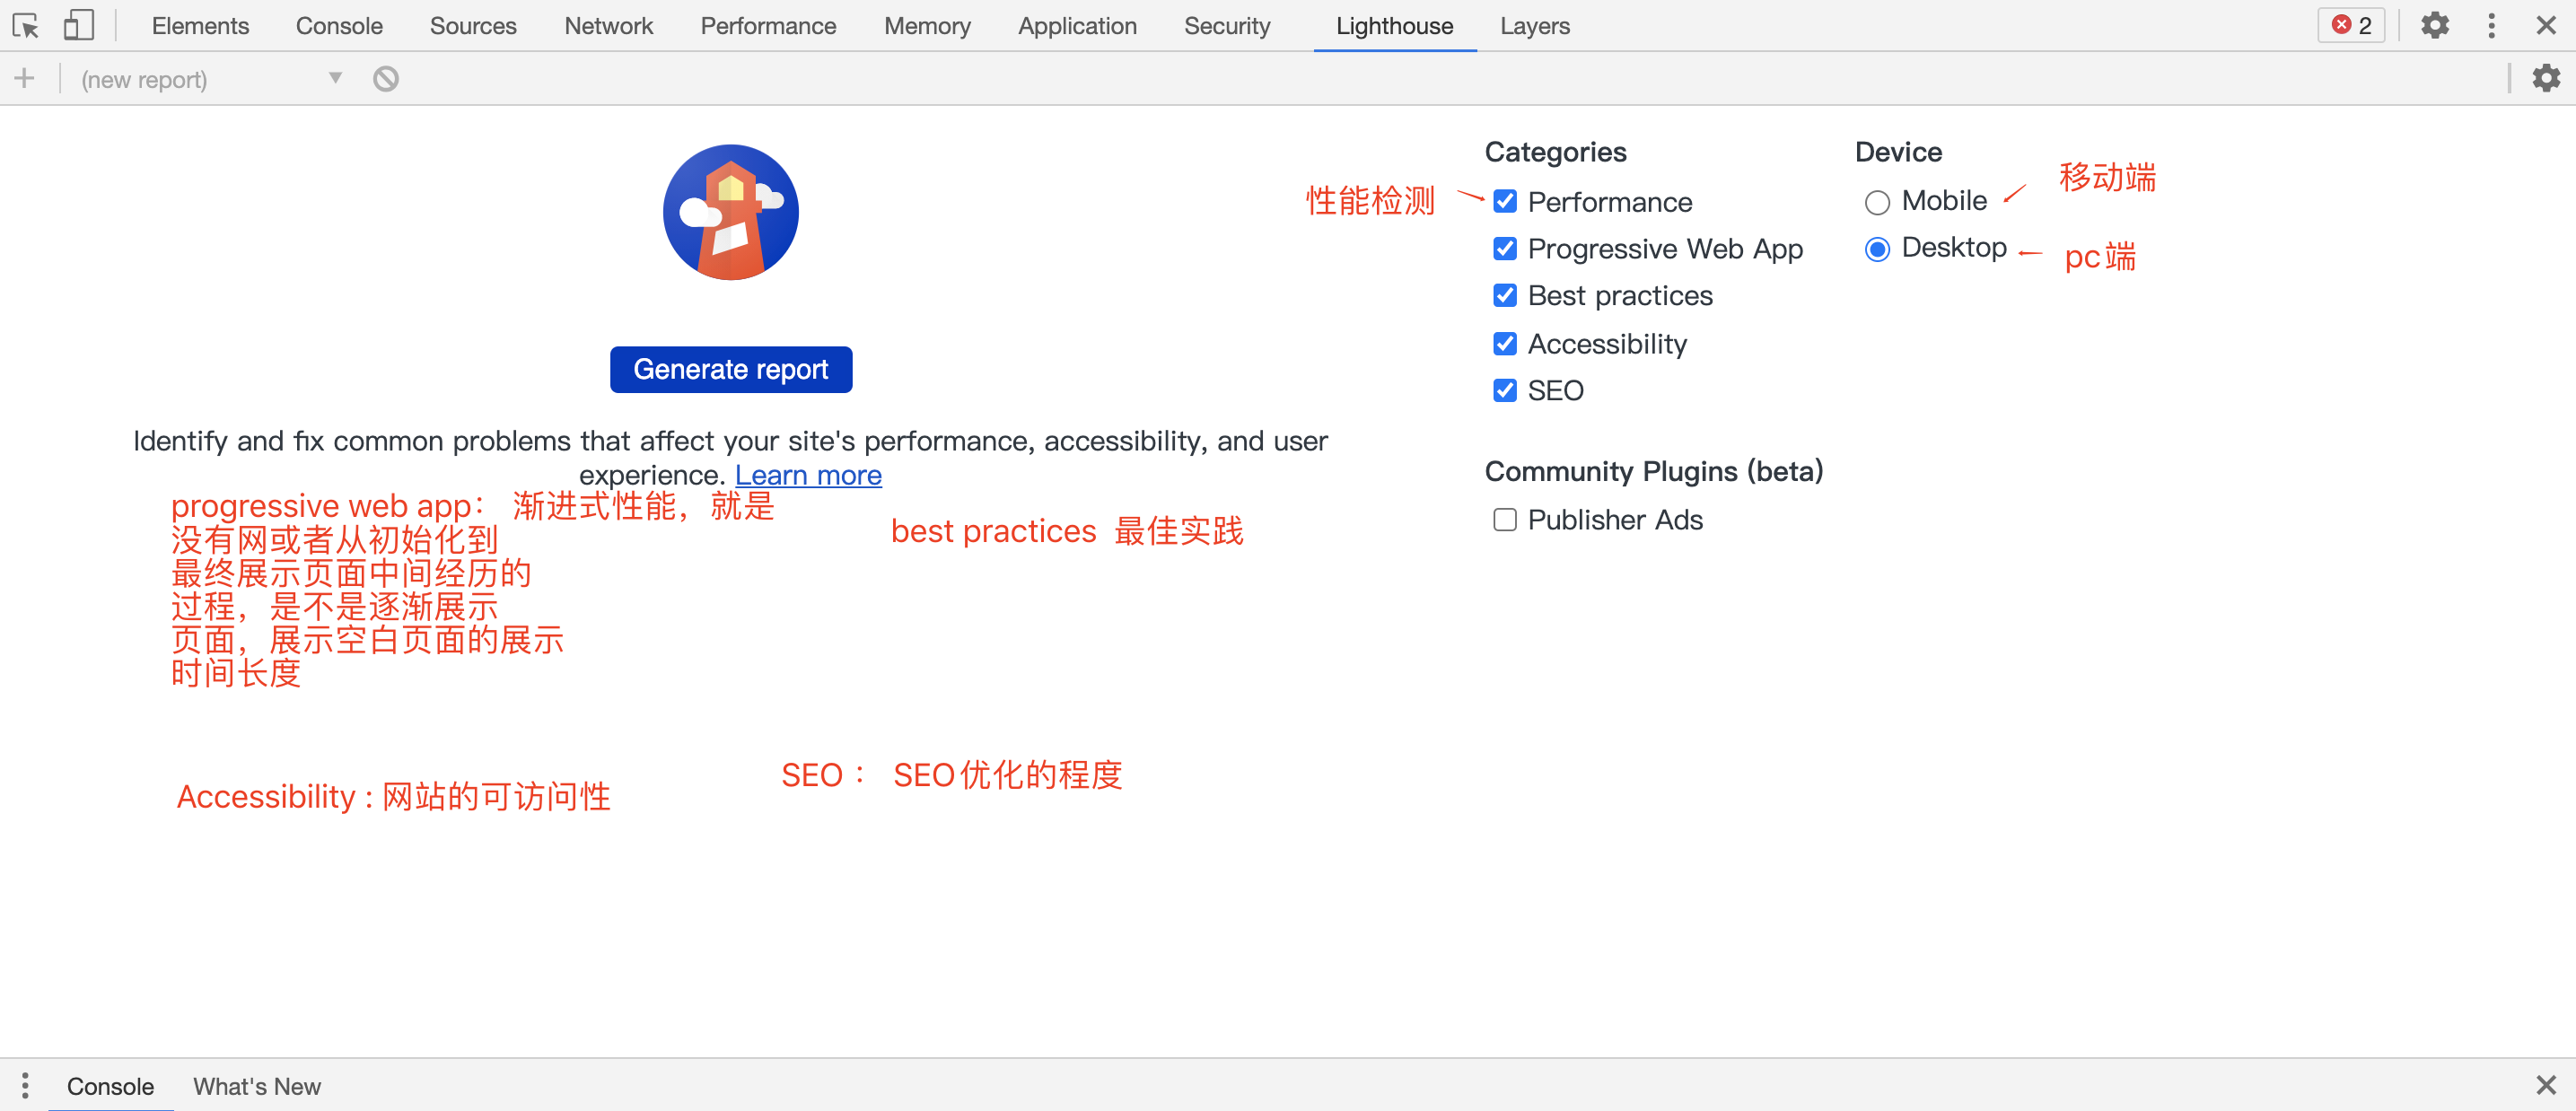 Elements Console Sources Network Performance Memory Application Security Lighthouse Layers 2
(new report)
Categories
性能检测
Performance
Progressive Web App
Best practices
Accessibility
SEO
Device
Mobile
移动端
Desktop
pc端
Community Plugins (beta)
Publisher Ads
Generate report
Identify and fix common problems that affect your site's performance, accessibility, and user
experience. Learn more
progressive web app： 渐进式性能，就是
没有网或者从初始化到
最终展示页面中间经历的
过程，是不是逐渐展示
页面，展示空白页面的展示
时间长度
best practices 最佳实践
Accessibility : 网站的可访问性
SEO ： SEO优化的程度
Console What's New